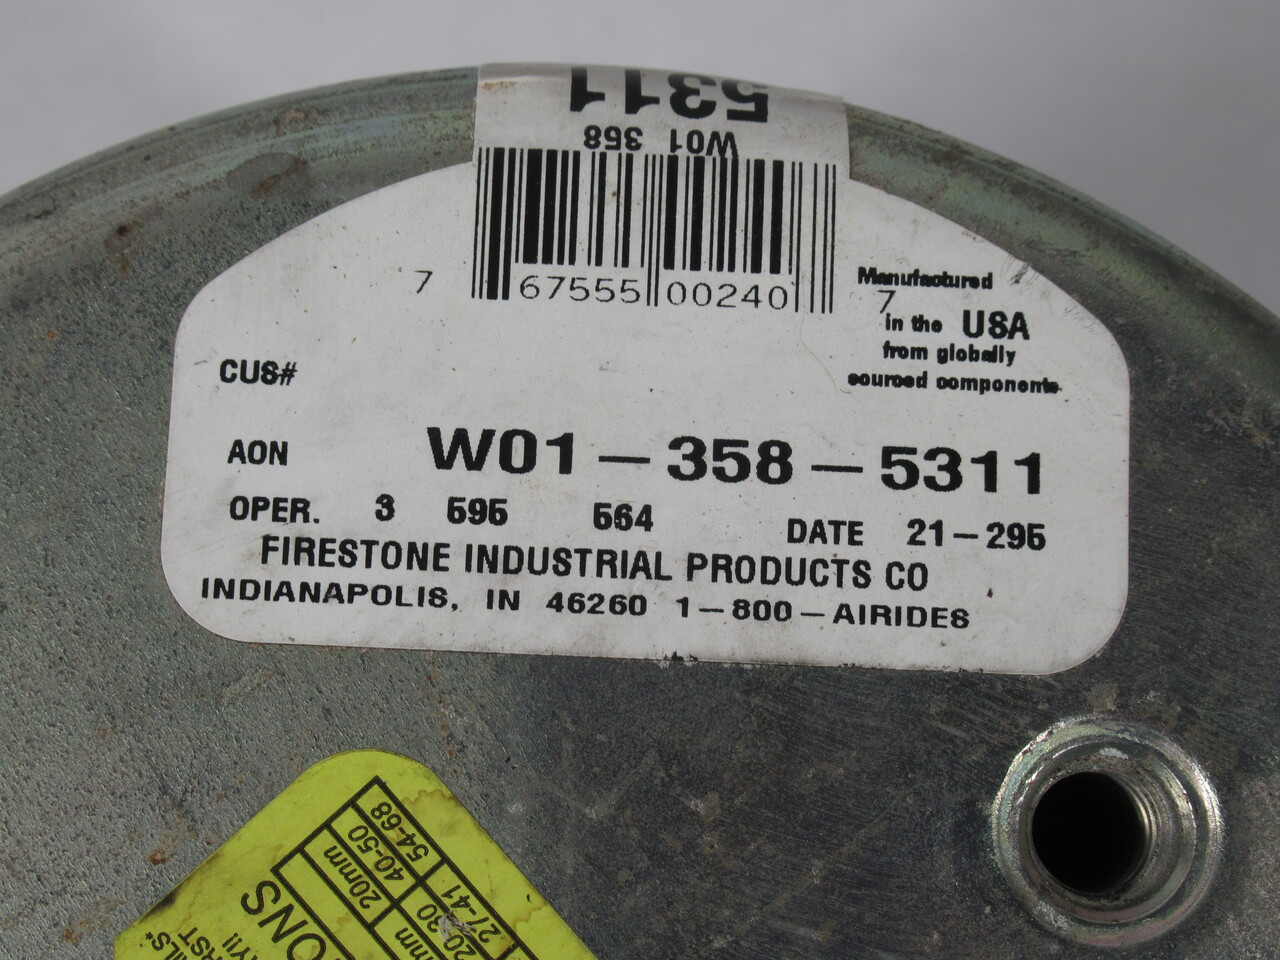 5311
W01 358
7 67555 00240 7
Manufactured
in the USA
from globally
sourced components
CUS#
AON W01-358-5311
OPER. 3 595 564 DATE 21-295
FIRESTONE INDUSTRIAL PRODUCTS CO
INDIANAPOLIS, IN 46260 1-800-AIRIDES
54-68
40-50
20mm
27-41
20-30